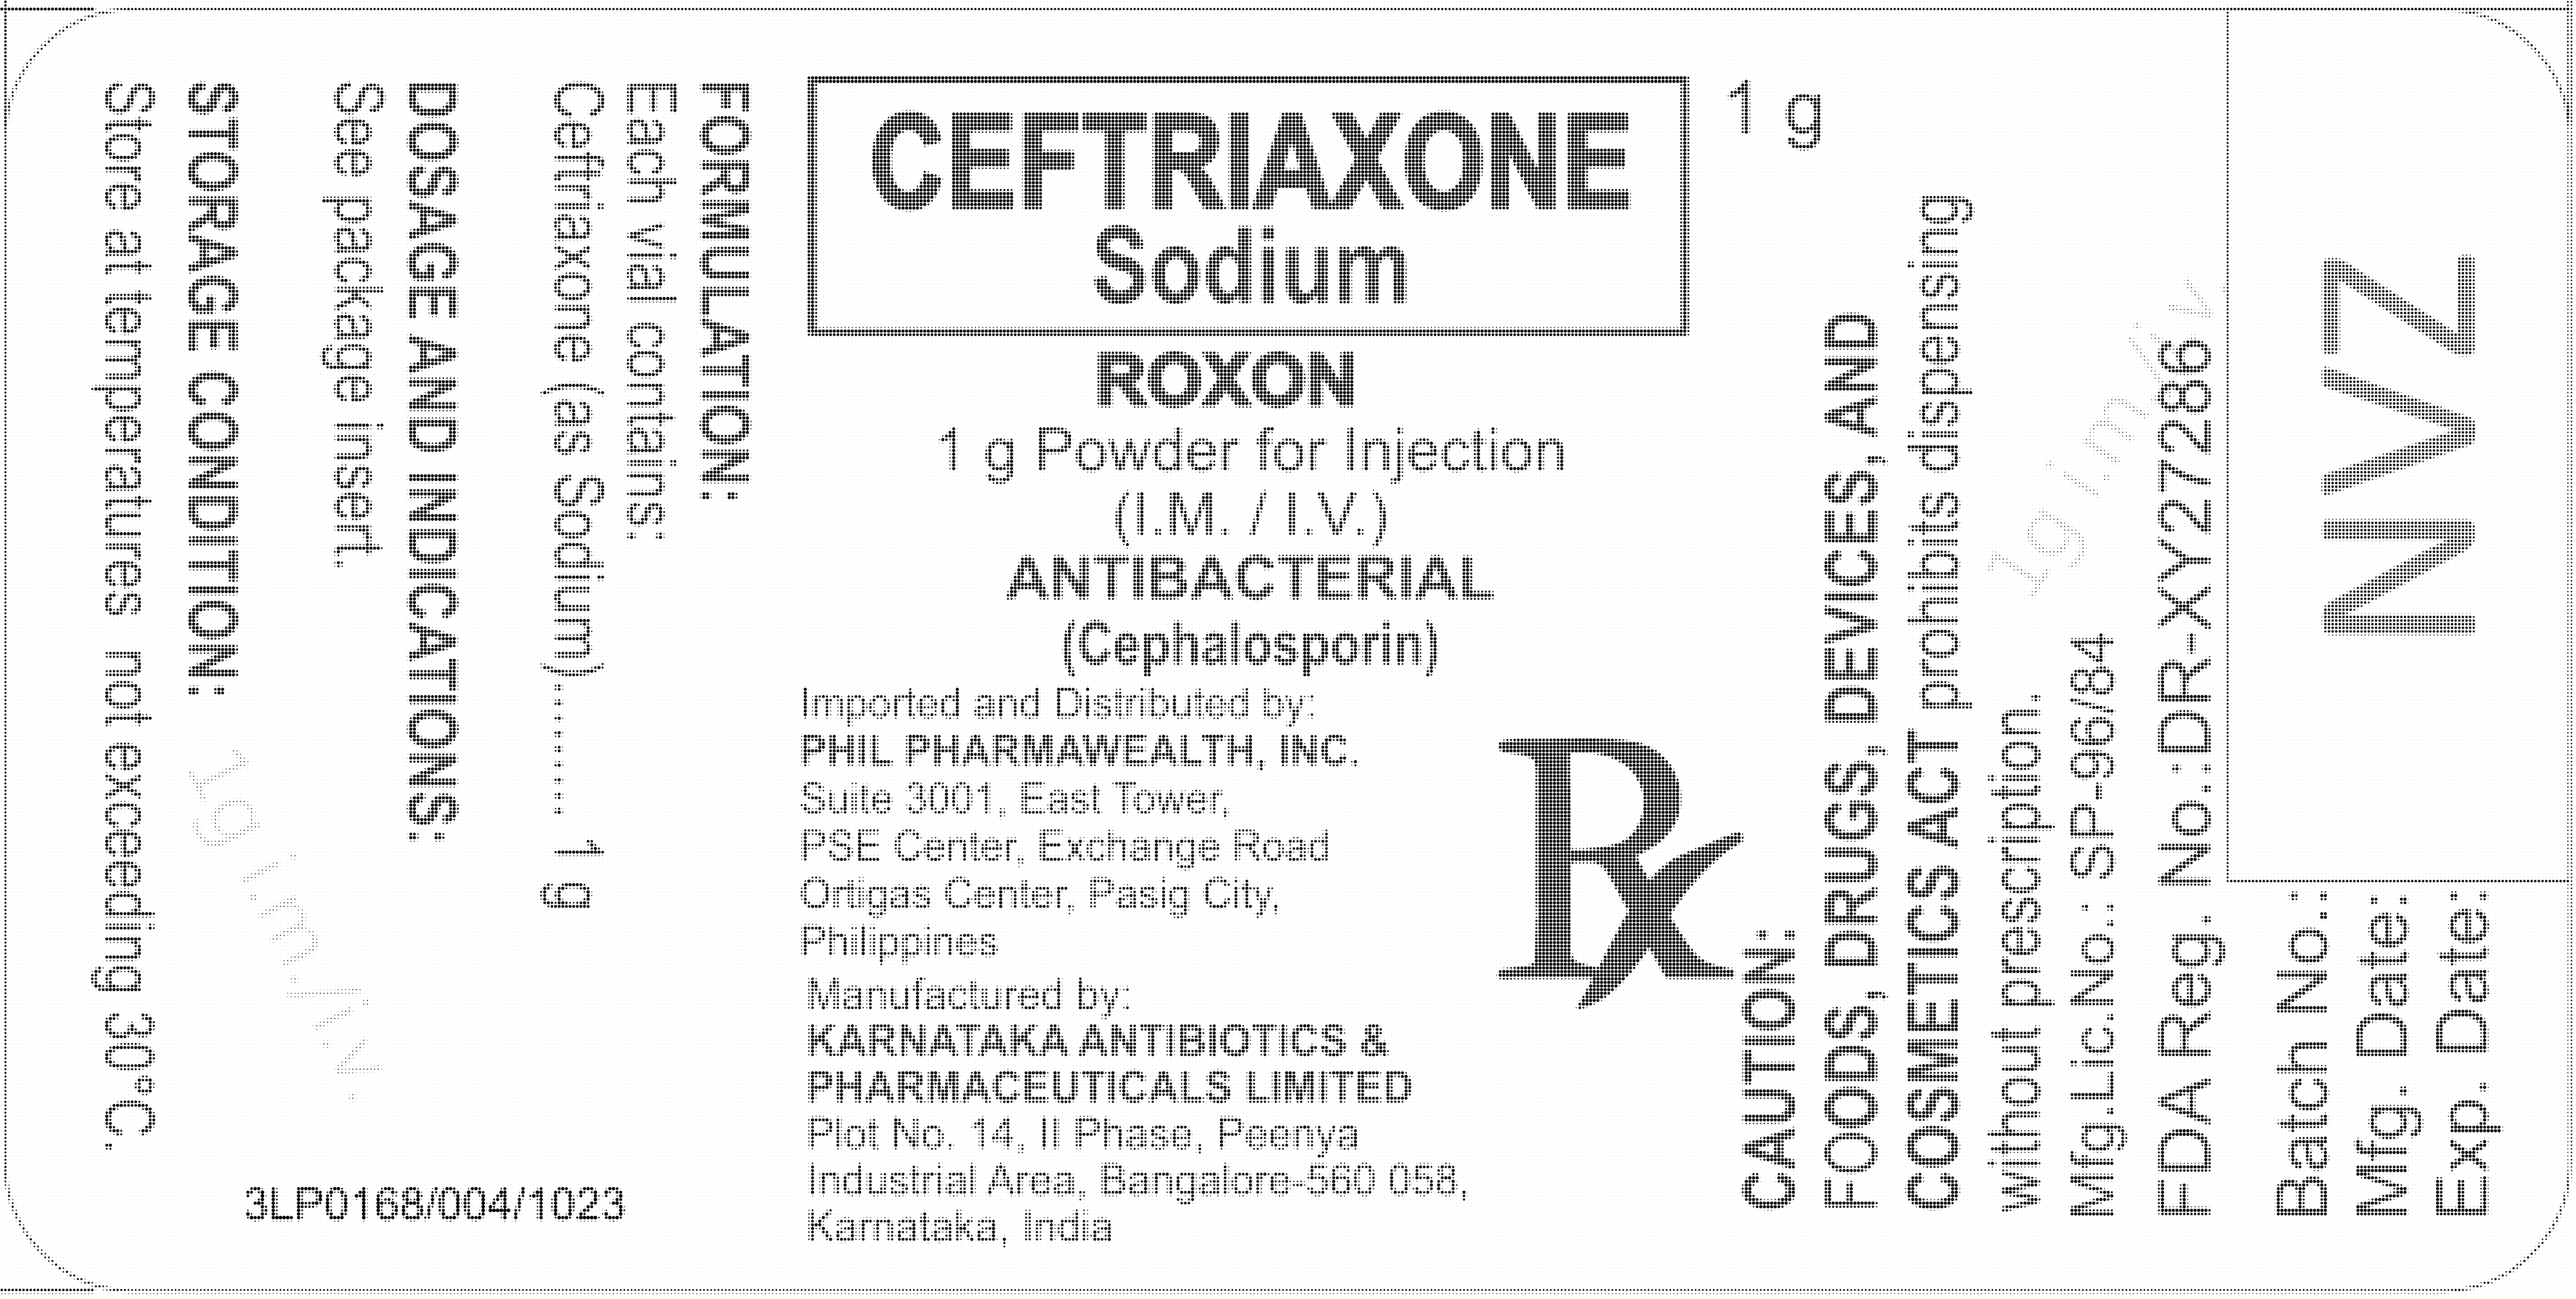 FORMULATION:
Each vial contains:
Ceftriaxone (as Sodium)........... 1 g
DOSAGE AND INDICATIONS:
See package insert.
STORAGE CONDITION:
Store at temperatures not exceeding 30°C.
1g i.m/i.v.
3LP0168/004/1023
CEFTRIAXONE
Sodium
1 g
ROXON
1 g Powder for Injection
(I.M. / I.V.)
ANTIBACTERIAL
(Cephalosporin)
Imported and Distributed by:
PHIL PHARMAWEALTH, INC.
Suite 3001, East Tower,
PSE Center, Exchange Road
Ortigas Center, Pasig City,
Philippines
Manufactured by:
KARNATAKA ANTIBIOTICS &
PHARMACEUTICALS LIMITED
Plot No. 14, II Phase, Peenya
Industrial Area, Bangalore-560 058,
Karnataka, India
Rx
CAUTION:
FOODS, DRUGS, DEVICES, AND
COSMETICS ACT prohibits dispensing
without prescription.
Mfg.Lic.No.: SP-96/84
FDA Reg. No.:DR-XY27286
1g i.m/i.v.
NVZ
Batch No.:
Mfg. Date:
Exp. Date: